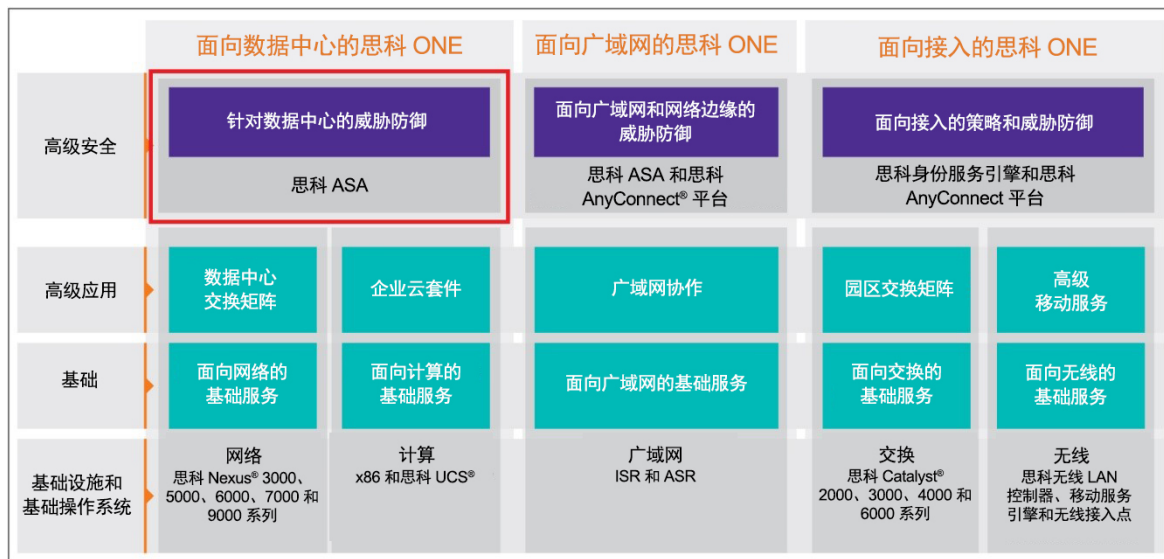 面向数据中心的思科 ONE
面向广域网的思科 ONE
面向接入的思科 ONE
高级安全
针对数据中心的威胁防御
思科 ASA
面向广域网和网络边缘的
威胁防御
思科 ASA 和思科
AnyConnect® 平台
面向接入的策略和威胁防御
思科身份服务引擎和思科
AnyConnect 平台
高级应用
数据中心
交换矩阵
企业云套件
广域网协作
园区交换矩阵
高级
移动服务
基础
面向网络的
基础服务
面向计算的
基础服务
面向广域网的基础服务
面向交换的
基础服务
面向无线的
基础服务
基础设施和
基础操作系统
网络
思科 Nexus® 3000、
5000、6000、7000 和
9000 系列
计算
x86 和思科 UCS®
广域网
ISR 和 ASR
交换
思科 Catalyst®
2000、3000、4000 和
6000 系列
无线
思科无线 LAN
控制器、移动服务
引擎和无线接入点